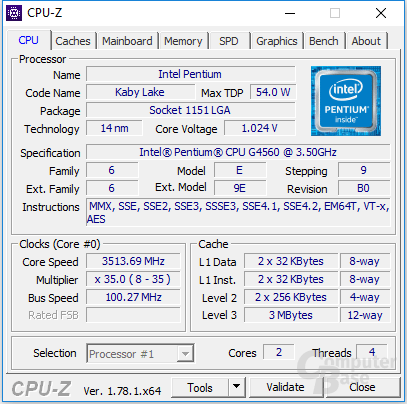 CPU-Z
CPU Caches Mainboard Memory SPD Graphics Bench About
Processor
Name Intel Pentium
Code Name Kaby Lake Max TDP 54.0 W
Package Socket 1151 LGA
Technology 14 nm Core Voltage 1.024 V
(intel) PENTIUM® inside™
Specification Intel® Pentium® CPU G4560 @ 3.50GHz
Family 6 Model E Stepping 9
Ext. Family 6 Ext. Model 9E Revision B0
Instructions MMX, SSE, SSE2, SSE3, SSSE3, SSE4.1, SSE4.2, EM64T, VT-x,
AES
Clocks (Core #0)
Core Speed 3513.69 MHz
Multiplier x 35.0 ( 8 - 35 )
Bus Speed 100.27 MHz
Rated FSB
Cache
L1 Data 2 x 32 KBytes 8-way
L1 Inst. 2 x 32 KBytes 8-way
Level 2 2 x 256 KBytes 4-way
Level 3 3 MBytes 12-way
Selection Processor #1 Cores 2 Threads 4
ComputerBase
CPU-Z Ver. 1.78.1.x64 Tools Validate Close